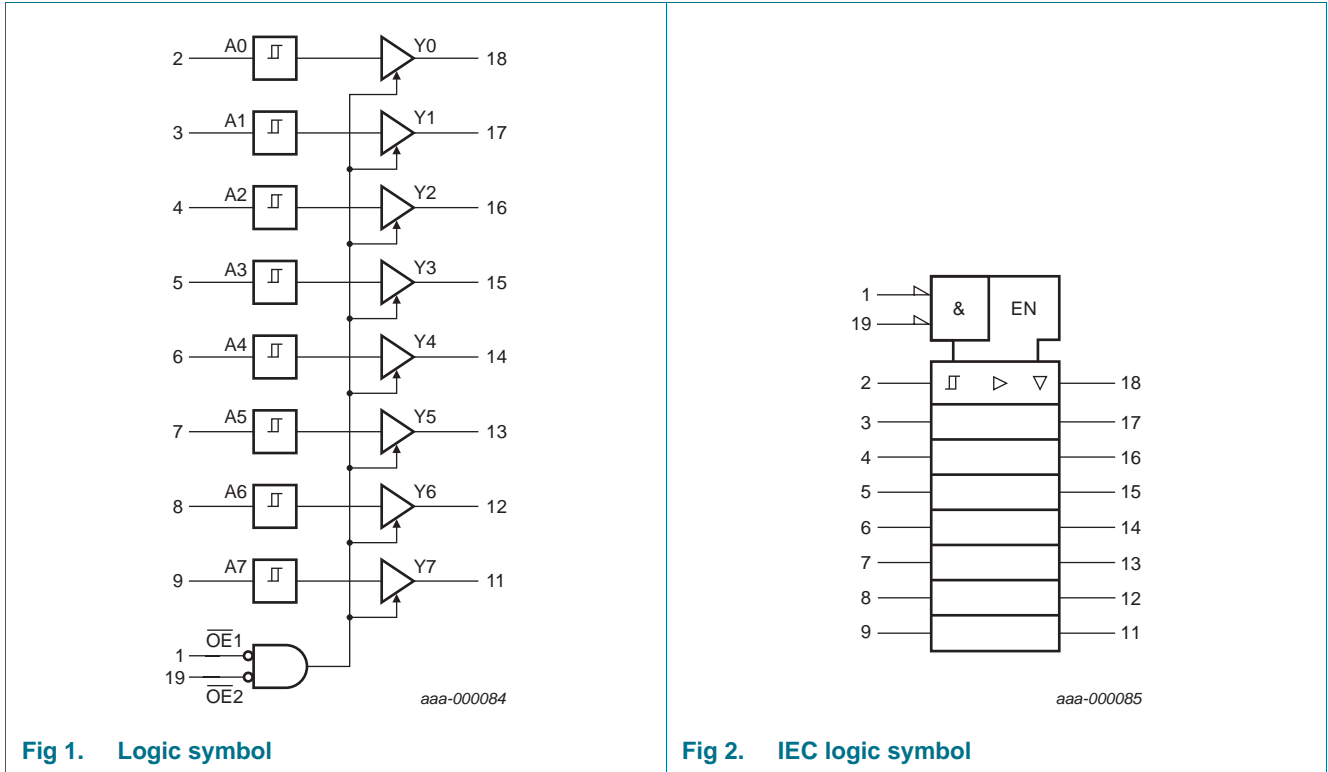 2 A0 Y0 18
3 A1 Y1 17
4 A2 Y2 16
5 A3 Y3 15
6 A4 Y4 14
7 A5 Y5 13
8 A6 Y6 12
9 A7 Y7 11
1 OE1
19 OE2
aaa-000084
Fig 1. Logic symbol
1 & EN
19
2 18
3 17
4 16
5 15
6 14
7 13
8 12
9 11
aaa-000085
Fig 2. IEC logic symbol